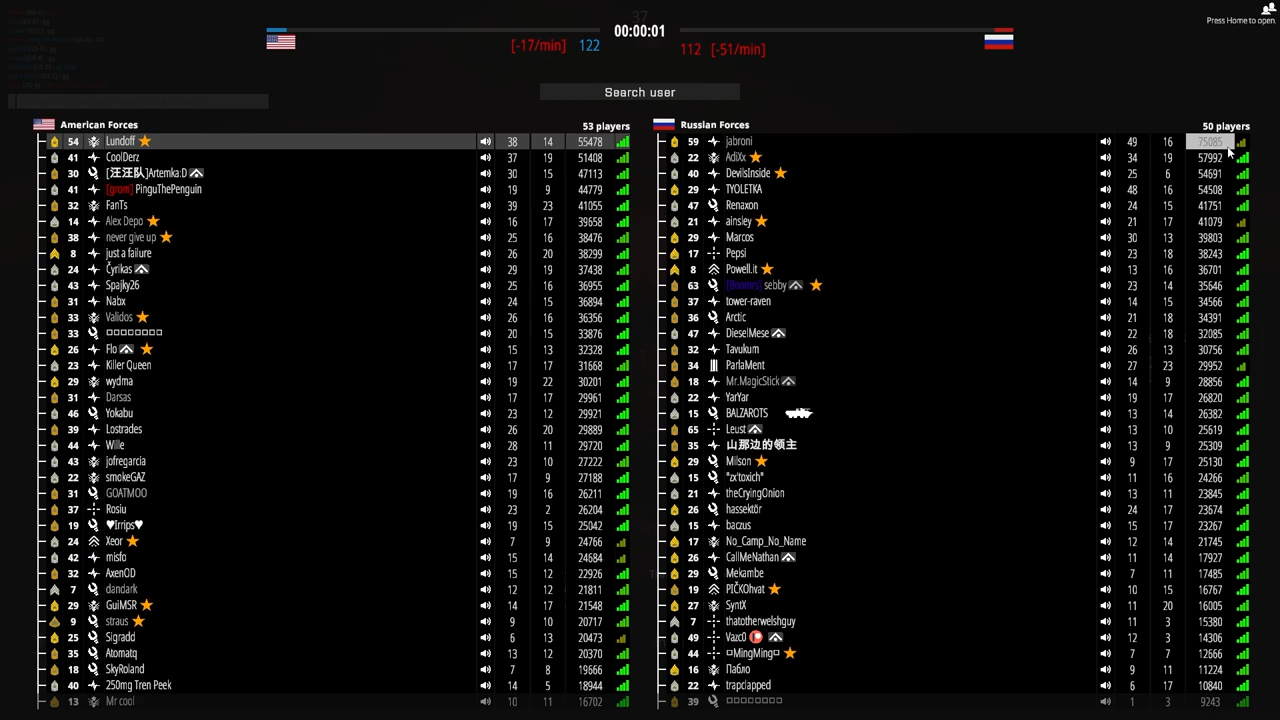 Press Home to open.
37
00:00:01
[-17/min] 122
112 [-51/min]
Search user
American Forces 53 players
54 Lundoff 38 14 55478
41 CoolDerz 37 19 51408
30 [汪汪队]Artemka:D 30 15 47113
41 [grom] PinguThePenguin 19 9 44779
32 FanTs 39 23 41055
14 Alex Depo 16 17 39658
38 never give up 25 16 38476
8 just a failure 26 20 38299
24 Čyrikas 29 19 37438
43 Spajky26 25 16 36955
31 Nabx 24 15 36894
33 Validos 26 16 36356
33 □□□□□□□□ 20 15 33876
26 Flo 15 13 32328
23 Killer Queen 17 17 31668
29 wydma 19 22 30201
31 Darsas 17 17 29961
46 Yokabu 23 12 29921
39 Lostrades 26 20 29889
44 Wille 28 11 29720
43 jofregarcia 23 10 27222
22 smokeGAZ 17 9 27188
31 GOATMOO 19 16 26211
37 Rosiu 23 2 26204
19 ♥Irrips♥ 19 15 25042
24 Xeor 7 9 24766
42 misfo 15 14 24684
32 AxenOD 15 12 22926
7 dandark 12 12 21811
29 GuiMSR 14 17 21548
9 straus 9 10 20717
25 Sigradd 6 13 20473
35 Atomatq 13 12 20370
18 SkyRoland 7 8 19666
40 250mg Tren Peek 14 5 18944
13 Mr cool 10 11 16702
Russian Forces 50 players
59 jabroni 49 16 75085
22 AdiXx 34 19 57992
40 DevilsInside 25 6 54691
29 TYOLETKA 48 16 54508
47 Renaxon 24 15 41751
21 ainsley 21 17 41079
29 Marcos 30 13 39803
17 Pepsi 23 18 38243
8 Powell.it 13 16 36701
63 [Boomrs] sebby 23 14 35646
37 tower-raven 14 15 34566
36 Arctic 21 18 34391
47 DieselMese 22 18 32085
32 Tavukum 26 13 30756
34 ParlaMent 27 23 29952
18 Mr.MagicStick 14 9 28856
22 YarYar 17 20 26820
15 BALZAROTS 13 14 26382
65 Leust 13 10 25619
35 山那边的领主 13 9 25309
29 Milson 9 17 25130
15 "zx'toxich" 11 16 24266
21 theCryingOnion 13 11 23845
26 hassektör 24 17 23674
15 baczus 15 17 23267
17 No_Camp_No_Name 12 14 21745
26 CallMeNathan 11 14 17927
29 Mekambe 7 11 17485
19 PIČKOhvat 10 15 16767
27 SyntX 11 20 16005
7 thatotherwelshguy 11 3 15380
49 Vazc0 12 3 14306
44 ¤MingMing¤ 7 7 12666
16 Пабло 9 11 11224
22 trapclapped 6 17 10840
39 □□□□□□□□ 1 3 9243